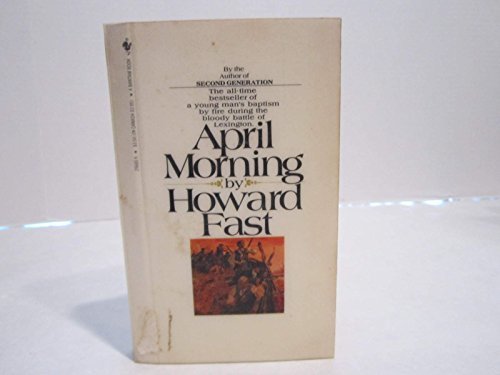 By the
Author of
SECOND GENERATION
The all-time
bestseller of
a young man's baptism
by fire during the
bloody battle of
Lexington.
April
Morning
by
Howard
Fast